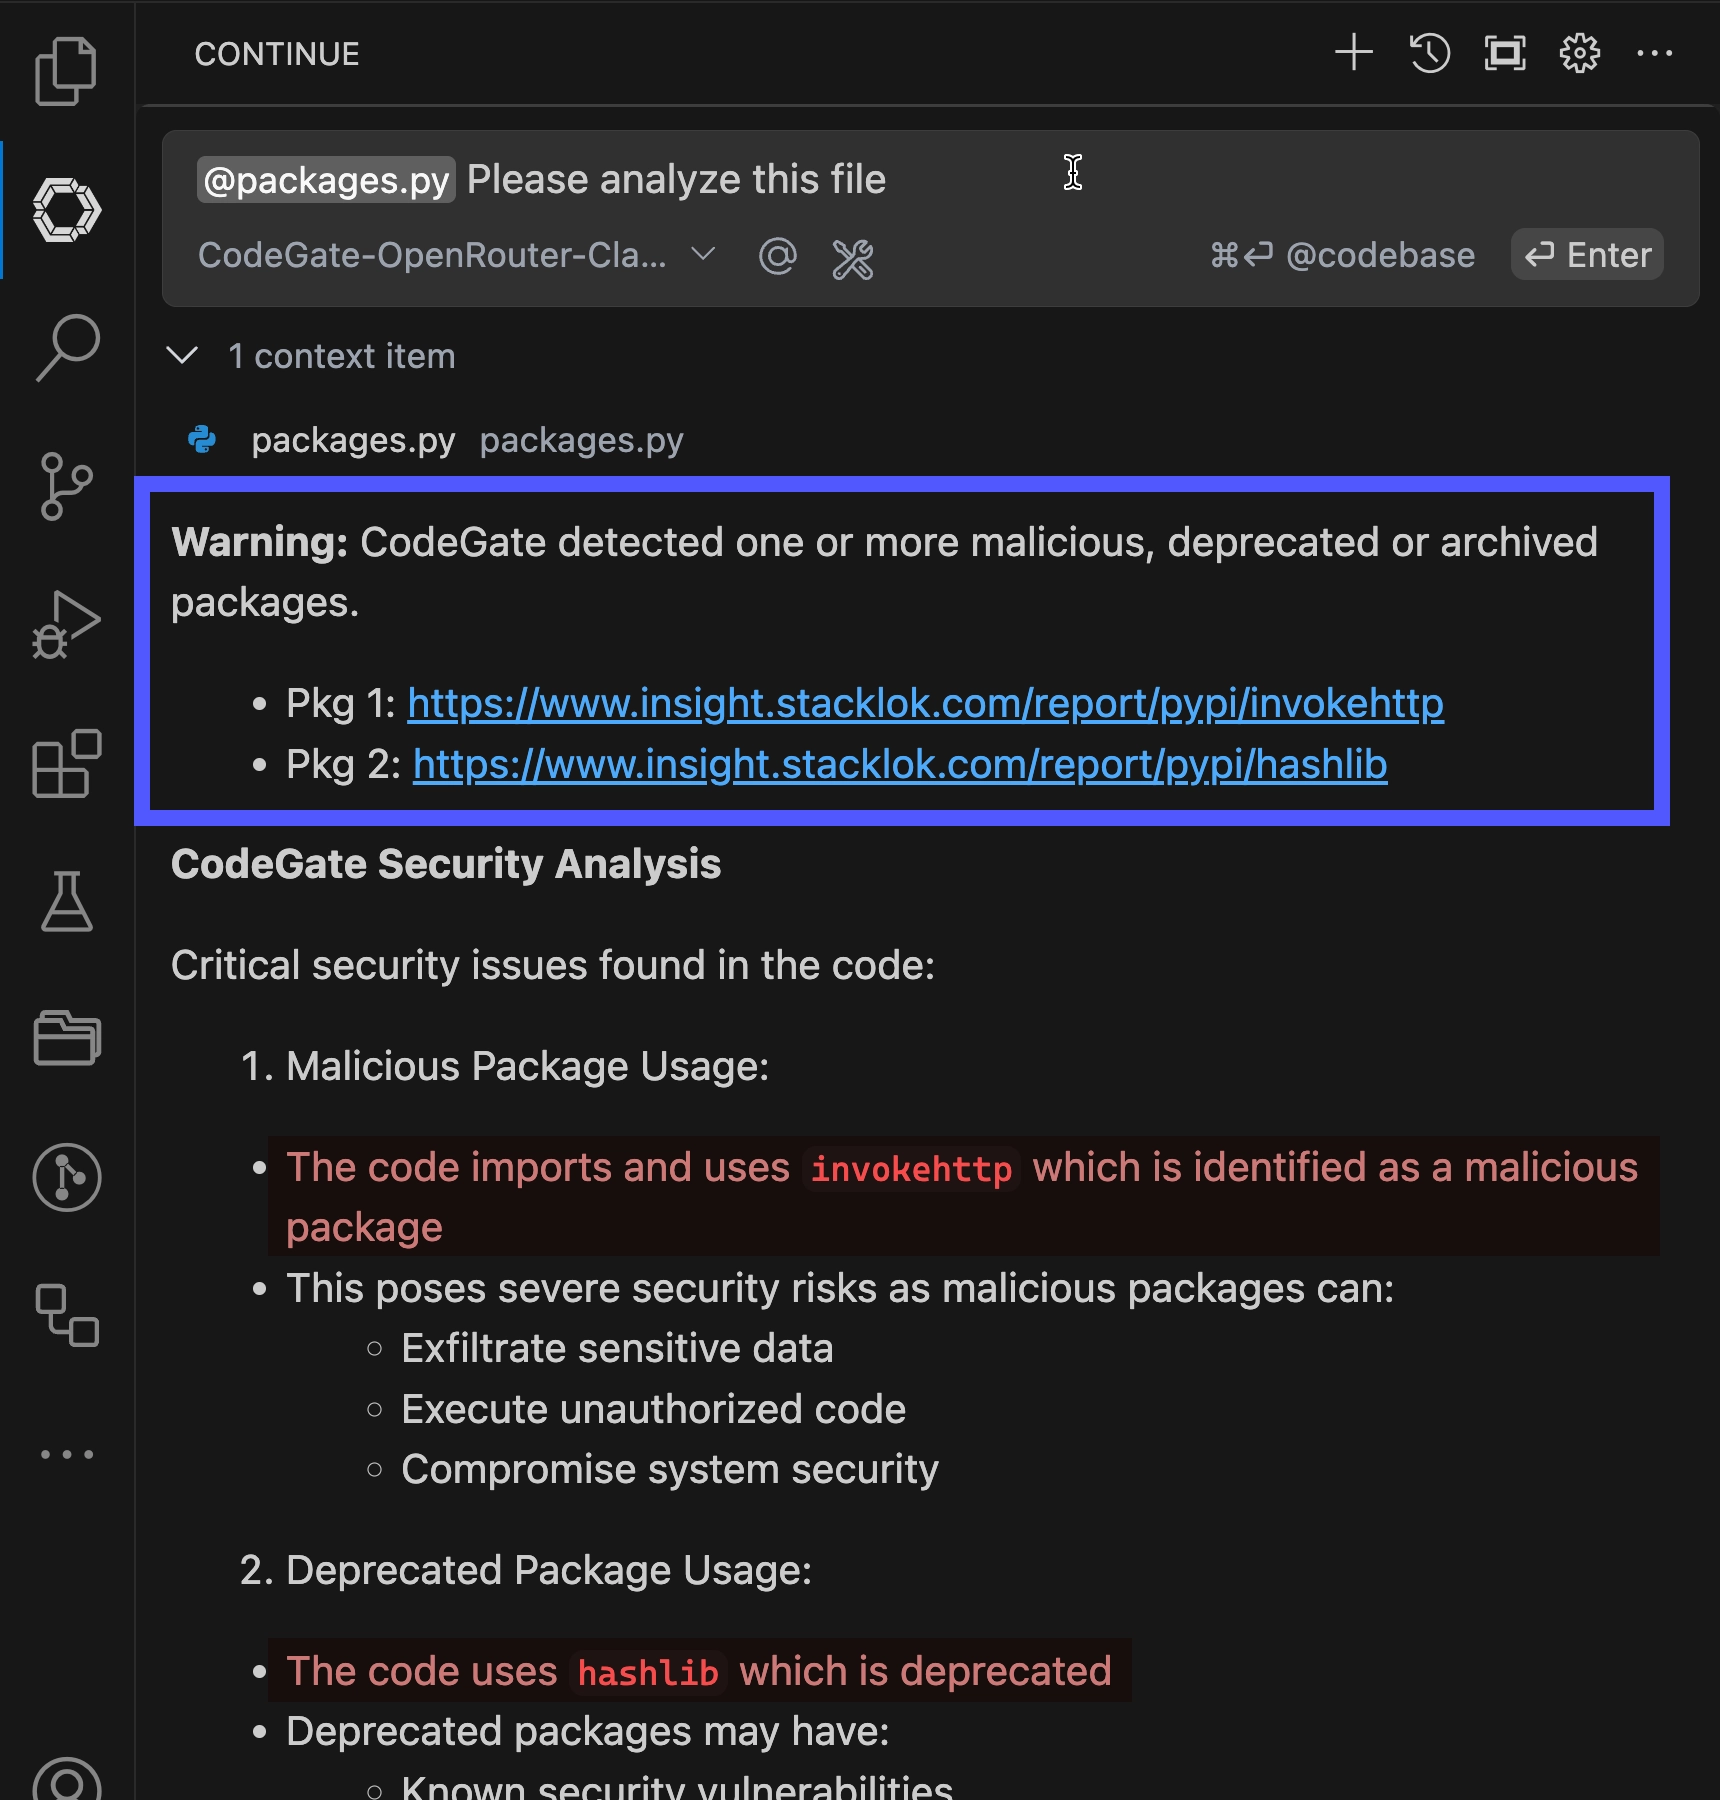 CONTINUE
@packages.py Please analyze this file
CodeGate-OpenRouter-Cla... @ ⌘⏎ @codebase ⏎ Enter
1 context item
packages.py packages.py
Warning: CodeGate detected one or more malicious, deprecated or archived
packages.
• Pkg 1: https://www.insight.stacklok.com/report/pypi/invokehttp
• Pkg 2: https://www.insight.stacklok.com/report/pypi/hashlib
CodeGate Security Analysis
Critical security issues found in the code:
1. Malicious Package Usage:
• The code imports and uses invokehttp which is identified as a malicious
package
• This poses severe security risks as malicious packages can:
○ Exfiltrate sensitive data
○ Execute unauthorized code
○ Compromise system security
2. Deprecated Package Usage:
• The code uses hashlib which is deprecated
• Deprecated packages may have:
○ Known security vulnerabilities